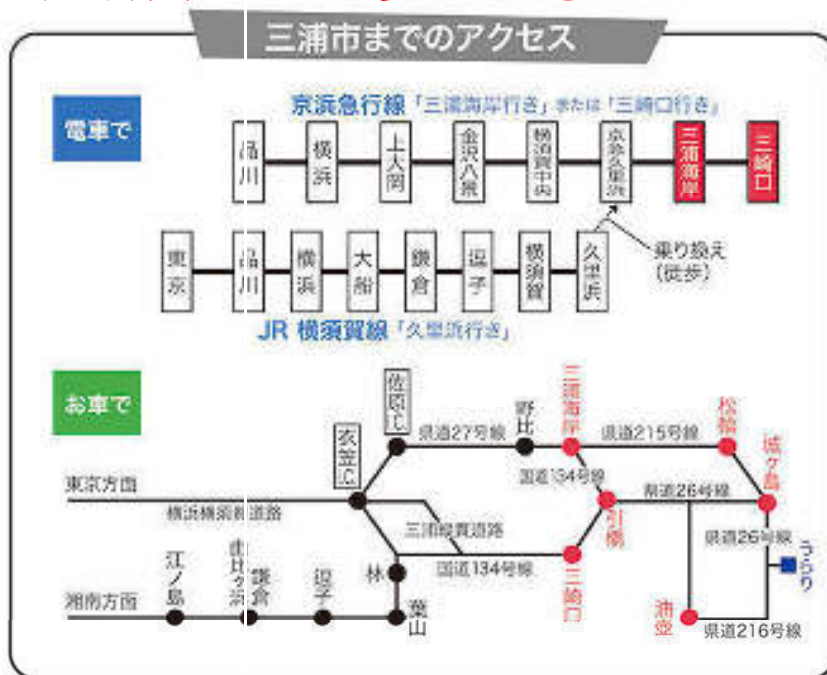 三浦市までのアクセス
電車で
京浜急行線「三浦海岸行き」または「三崎口行き」
品川
横浜
上大岡
金沢八景
横須賀中央
京急久里浜
三浦海岸
三崎口
東京
品川
横浜
大船
鎌倉
逗子
横須賀
久里浜
乗り換え
(徒歩)
JR 横須賀線「久里浜行き」
お車で
佐原I.C.
衣笠I.C.
県道27号線
野比
三浦海岸
県道215号線
松輪
城ヶ島
東京方面
横浜横須賀道路
国道134号線
引橋
県道26号線
三浦縦貫道路
県道26号線
うらり
林
国道134号線
三崎口
湘南方面
江ノ島
由比ヶ浜
鎌倉
逗子
葉山
油壺
県道216号線